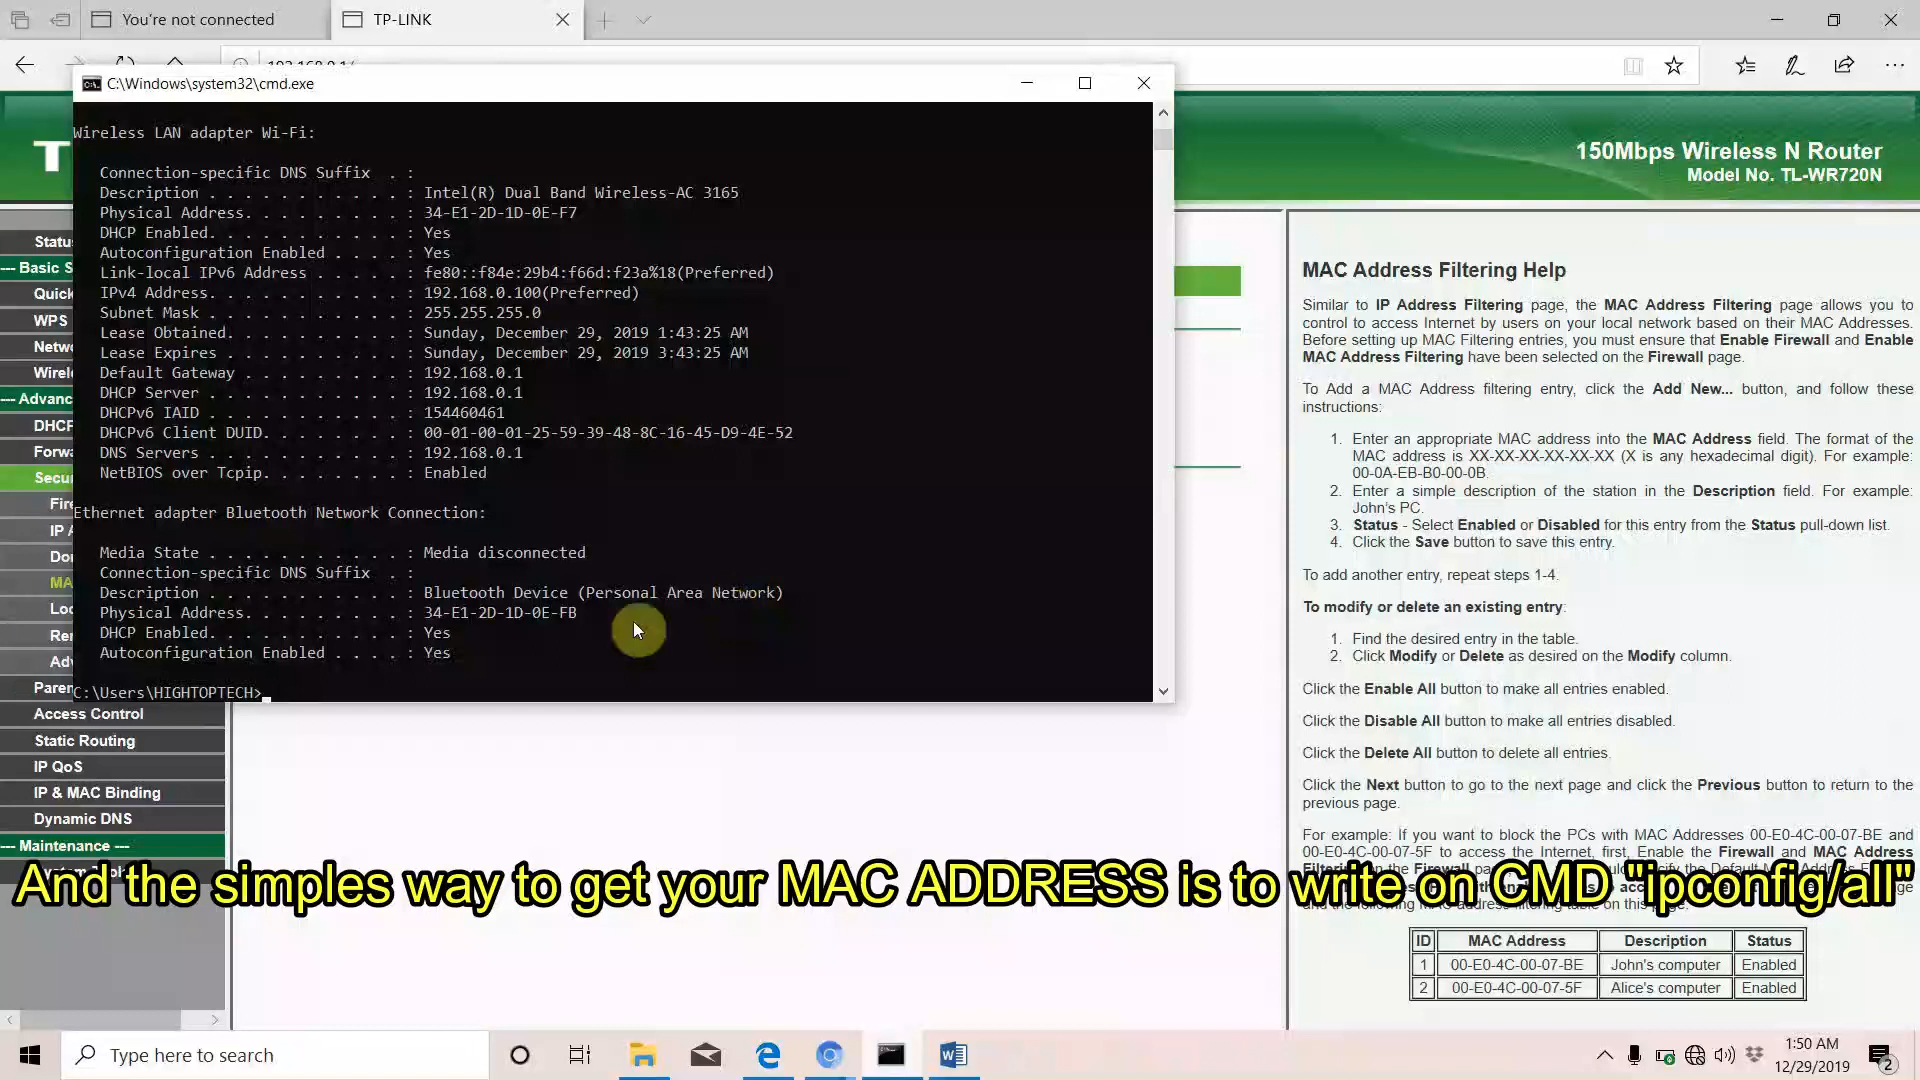 You're not connected
TP-LINK
C:\Windows\system32\cmd.exe
Wireless LAN adapter Wi-Fi:
Connection-specific DNS Suffix . :
Description . . . . . . . . . . . : Intel(R) Dual Band Wireless-AC 3165
Physical Address. . . . . . . . . : 34-E1-2D-1D-0E-F7
DHCP Enabled. . . . . . . . . . . : Yes
Autoconfiguration Enabled . . . . : Yes
Link-local IPv6 Address . . . . . : fe80::f84e:29b4:f66d:f23a%18(Preferred)
IPv4 Address. . . . . . . . . . . : 192.168.0.100(Preferred)
Subnet Mask . . . . . . . . . . . : 255.255.255.0
Lease Obtained. . . . . . . . . . : Sunday, December 29, 2019 1:43:25 AM
Lease Expires . . . . . . . . . . : Sunday, December 29, 2019 3:43:25 AM
Default Gateway . . . . . . . . . : 192.168.0.1
DHCP Server . . . . . . . . . . . : 192.168.0.1
DHCPv6 IAID . . . . . . . . . . . : 154460461
DHCPv6 Client DUID. . . . . . . . : 00-01-00-01-25-59-39-48-8C-16-45-D9-4E-52
DNS Servers . . . . . . . . . . . : 192.168.0.1
NetBIOS over Tcpip. . . . . . . . : Enabled
Ethernet adapter Bluetooth Network Connection:
Media State . . . . . . . . . . . : Media disconnected
Connection-specific DNS Suffix . :
Description . . . . . . . . . . . : Bluetooth Device (Personal Area Network)
Physical Address. . . . . . . . . : 34-E1-2D-1D-0E-FB
DHCP Enabled. . . . . . . . . . . : Yes
Autoconfiguration Enabled . . . . : Yes
C:\Users\HIGHTOPTECH>
T
Statu
--- Basic S
Quick
WPS
Netw
Wirel
--- Advanc
DHCP
Forwa
Secu
Fire
IP A
Dor
MA
Loc
Ren
Adv
Paren
Access Control
Static Routing
IP QoS
IP & MAC Binding
Dynamic DNS
--- Maintenance ---
150Mbps Wireless N Router
Model No. TL-WR720N
MAC Address Filtering Help
Similar to IP Address Filtering page, the MAC Address Filtering page allows you to
control to access Internet by users on your local network based on their MAC Addresses.
Before setting up MAC Filtering entries, you must ensure that Enable Firewall and Enable
MAC Address Filtering have been selected on the Firewall page.
To Add a MAC Address filtering entry, click the Add New... button, and follow these
instructions:
1. Enter an appropriate MAC address into the MAC Address field. The format of the
MAC address is XX-XX-XX-XX-XX-XX (X is any hexadecimal digit). For example:
00-0A-EB-B0-00-0B.
2. Enter a simple description of the station in the Description field. For example:
John's PC.
3. Status - Select Enabled or Disabled for this entry from the Status pull-down list.
4. Click the Save button to save this entry.
To add another entry, repeat steps 1-4.
To modify or delete an existing entry:
1. Find the desired entry in the table.
2. Click Modify or Delete as desired on the Modify column.
Click the Enable All button to make all entries enabled.
Click the Disable All button to make all entries disabled.
Click the Delete All button to delete all entries.
Click the Next button to go to the next page and click the Previous button to return to the
previous page.
For example: If you want to block the PCs with MAC Addresses 00-E0-4C-00-07-BE and
00-E0-4C-00-07-5F to access the Internet, first, Enable the Firewall and MAC Address
And the simples way to get your MAC ADDRESS is to write on CMD "ipconfig/all"
ID MAC Address Description Status
1 00-E0-4C-00-07-BE John's computer Enabled
2 00-E0-4C-00-07-5F Alice's computer Enabled
Type here to search
1:50 AM
12/29/2019
2